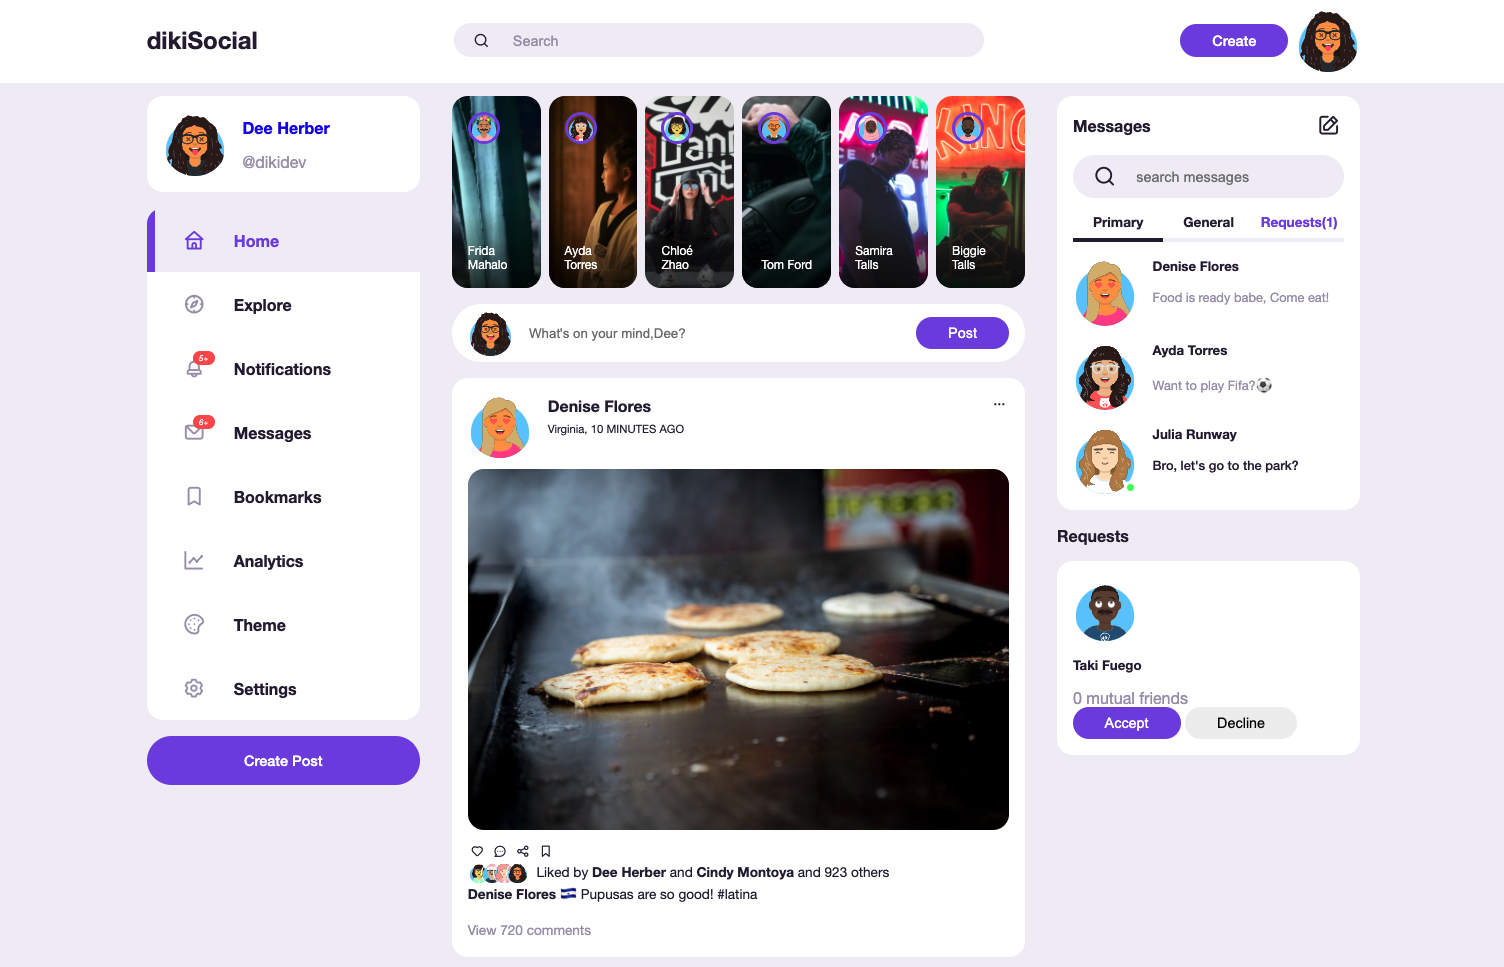 dikiSocial
Search
Create
Dee Herber
@dikidev
Home
Explore
5+
Notifications
6+
Messages
Bookmarks
Analytics
Theme
Settings
Create Post
Frida
Mahalo
Ayda
Torres
Chloé
Zhao
Tom Ford
Samira
Talls
KING
Biggie
Talls
What's on your mind,Dee?
Post
Denise Flores
...
Virginia, 10 MINUTES AGO
Liked by Dee Herber and Cindy Montoya and 923 others
Denise Flores 🇸🇻 Pupusas are so good! #latina
View 720 comments
Messages
search messages
Primary General Requests(1)
Denise Flores
Food is ready babe, Come eat!
Ayda Torres
Want to play Fifa?⚽
Julia Runway
Bro, let's go to the park?
Requests
Taki Fuego
0 mutual friends
Accept Decline